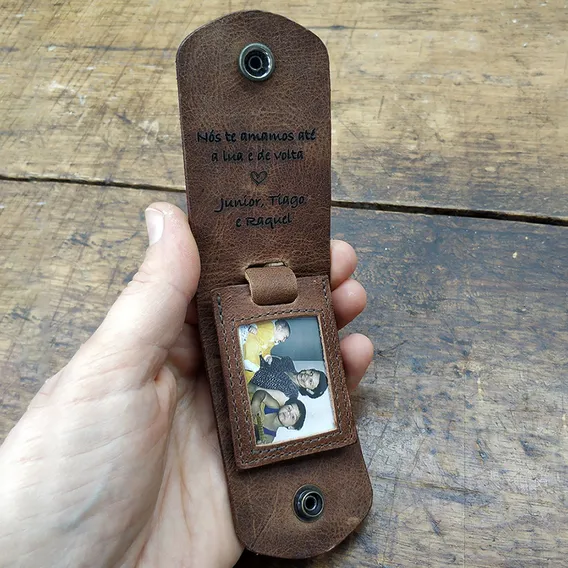 Nós te amamos até
a lua e de volta
Junior, Tiago
e Raquel